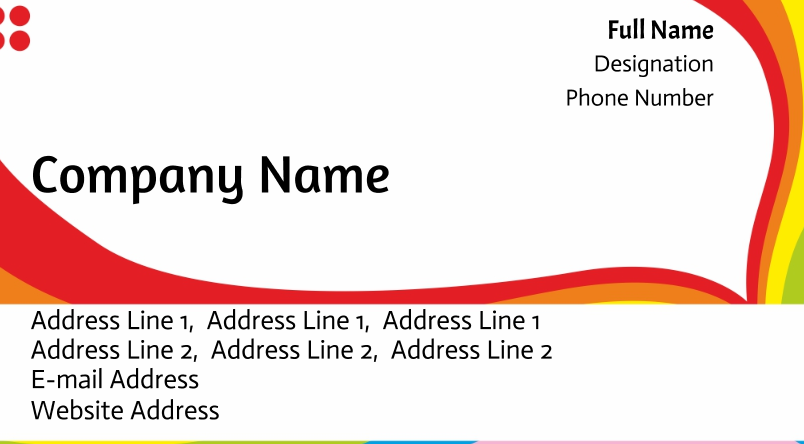 Full Name
Designation
Phone Number
Company Name
Address Line 1,  Address Line 1,  Address Line 1
Address Line 2,  Address Line 2,  Address Line 2
E-mail Address
Website Address